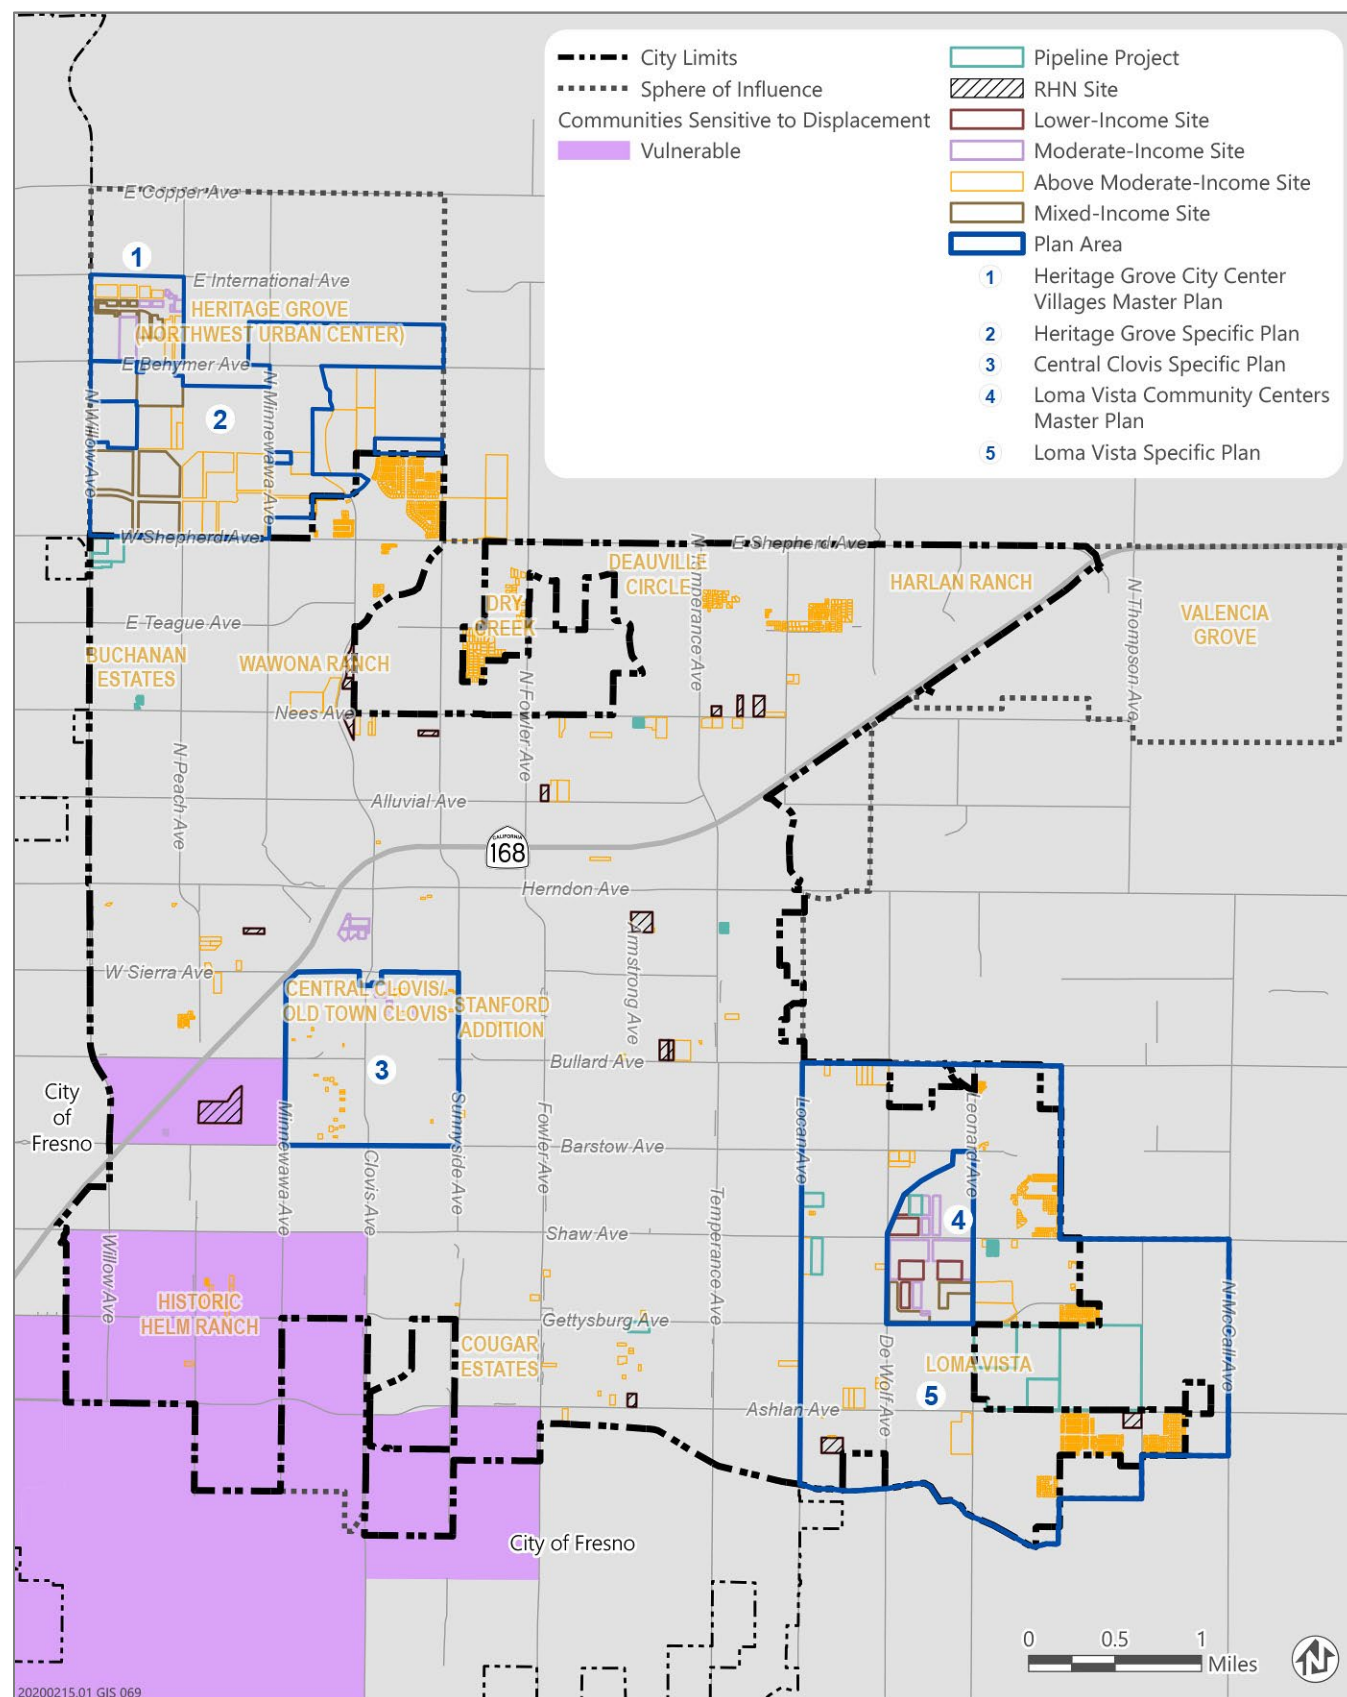 City Limits
Sphere of Influence
Communities Sensitive to Displacement
Vulnerable
Pipeline Project
RHN Site
Lower-Income Site
Moderate-Income Site
Above Moderate-Income Site
Mixed-Income Site
Plan Area
1 Heritage Grove City Center
Villages Master Plan
2 Heritage Grove Specific Plan
3 Central Clovis Specific Plan
4 Loma Vista Community Centers
Master Plan
5 Loma Vista Specific Plan
E Copper Ave
1
E International Ave
HERITAGE GROVE
(NORTHWEST URBAN CENTER)
E Behymer Ave
N Willow Ave
N Minnewawa Ave
2
W Shepherd Ave
E Shepherd Ave
DEAUVILLE
CIRCLE
N Temperance Ave
HARLAN RANCH
N Thompson Ave
VALENCIA
GROVE
DRY
CREEK
E Teague Ave
BUCHANAN
ESTATES
WAWONA RANCH
Nees Ave
N Fowler Ave
N Peach Ave
Alluvial Ave
CALIFORNIA
168
Herndon Ave
Armstrong Ave
W Sierra Ave
CENTRAL CLOVIS/
OLD TOWN CLOVIS
STANFORD
ADDITION
3
Bullard Ave
City
of
Fresno
Minnewawa Ave
Clovis Ave
Sunnyside Ave
Fowler Ave
Barstow Ave
Locan Ave
Leonard Ave
4
Shaw Ave
Willow Ave
Temperance Ave
HISTORIC
HELM RANCH
Gettysburg Ave
COUGAR
ESTATES
De Wolf Ave
LOMA VISTA
N McCall Ave
5
Ashlan Ave
City of Fresno
0 0.5 1
Miles
N
20200215.01 GIS 069